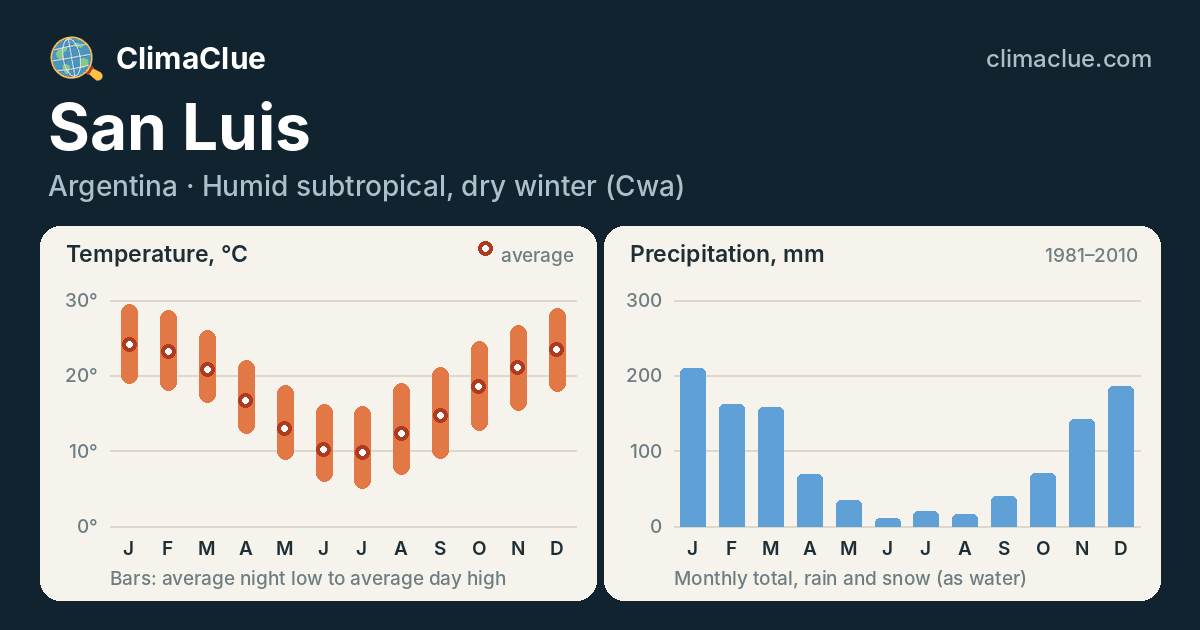 ClimaClue
climaclue.com
San Luis
Argentina · Humid subtropical, dry winter (Cwa)
Temperature, °C
average
30°
20°
10°
0°
J F M A M J J A S O N D
Bars: average night low to average day high
Precipitation, mm
1981–2010
300
200
100
0
J F M A M J J A S O N D
Monthly total, rain and snow (as water)